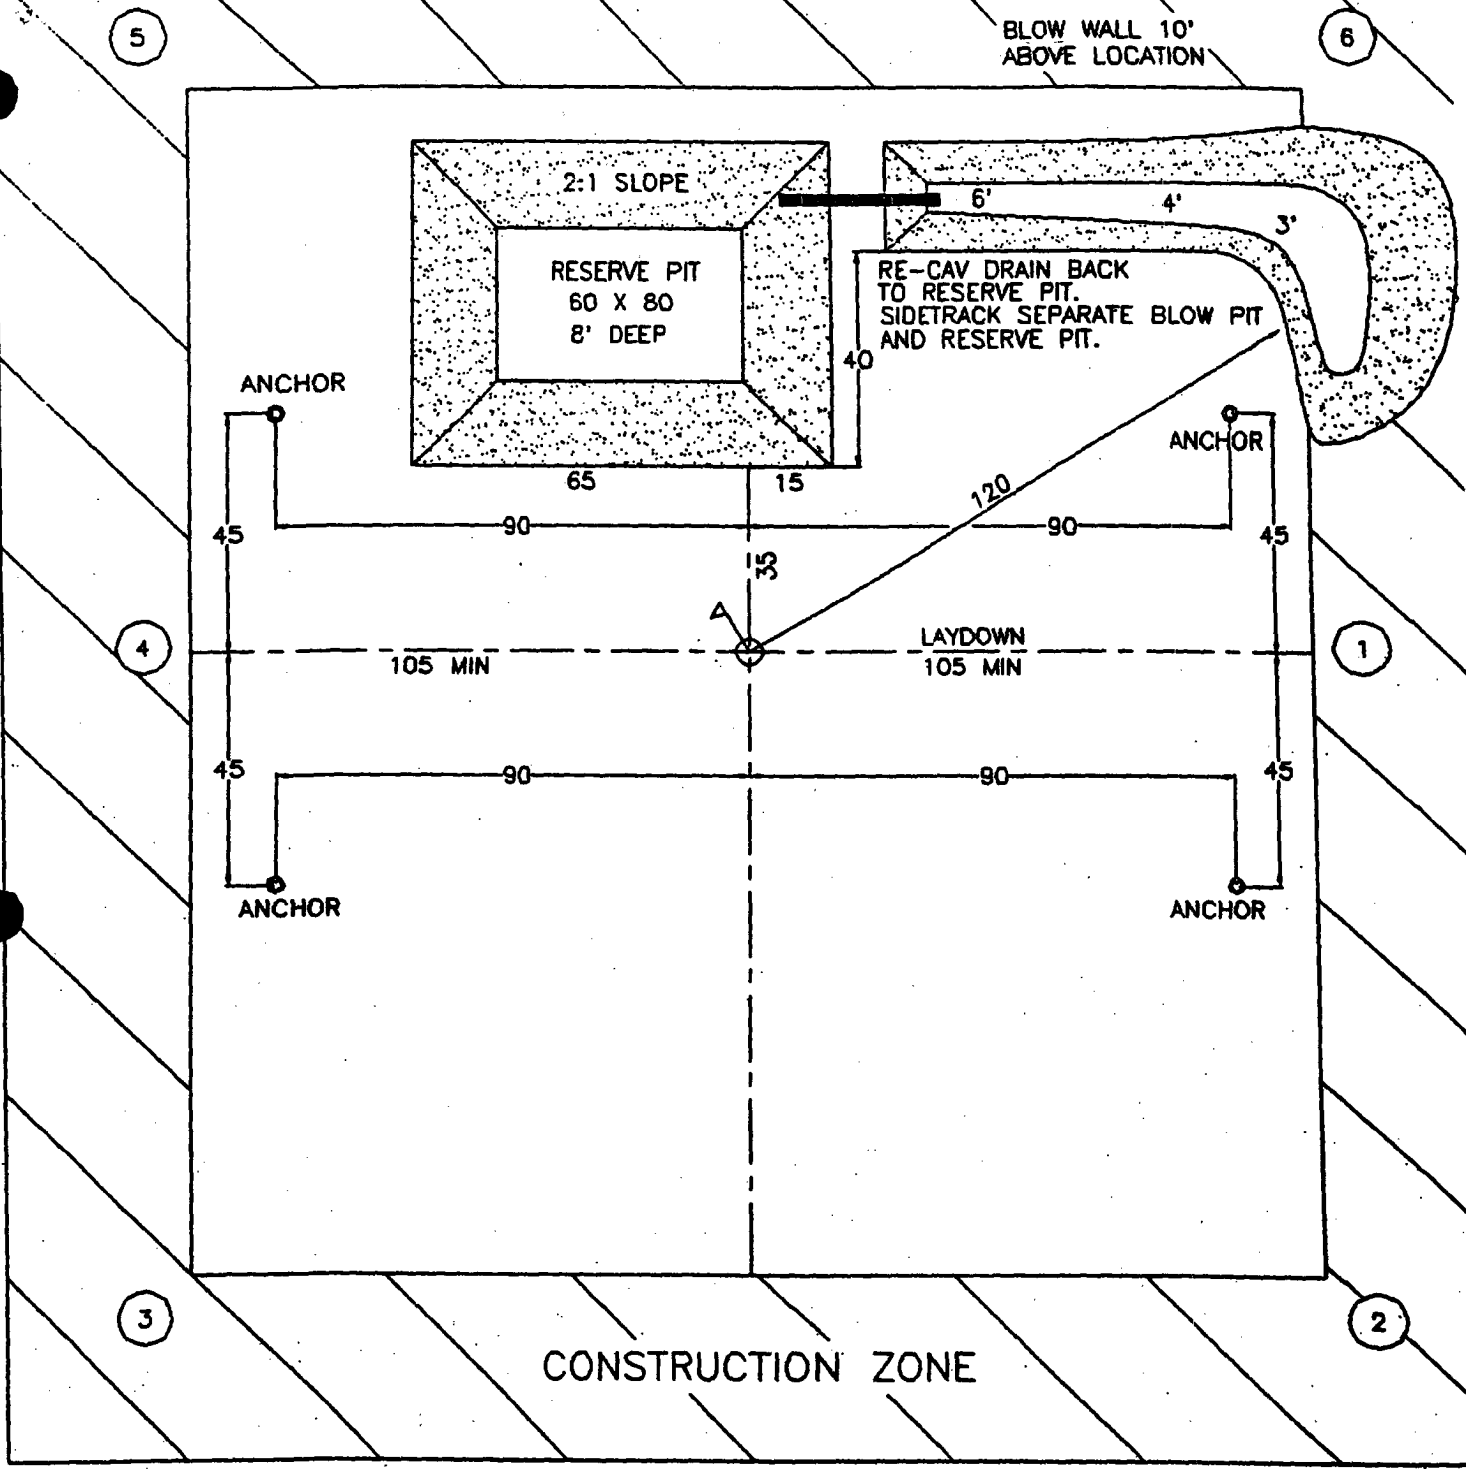 5
BLOW WALL 10'
ABOVE LOCATION
6
2:1 SLOPE
6'
4'
3'
RESERVE PIT
60 X 80
8' DEEP
RE-CAV DRAIN BACK
TO RESERVE PIT.
SIDETRACK SEPARATE BLOW PIT
AND RESERVE PIT.
40
ANCHOR
ANCHOR
65
15
120
45
90
90
45
35
4
LAYDOWN
105 MIN
105 MIN
1
45
90
90
45
ANCHOR
ANCHOR
3
2
CONSTRUCTION ZONE